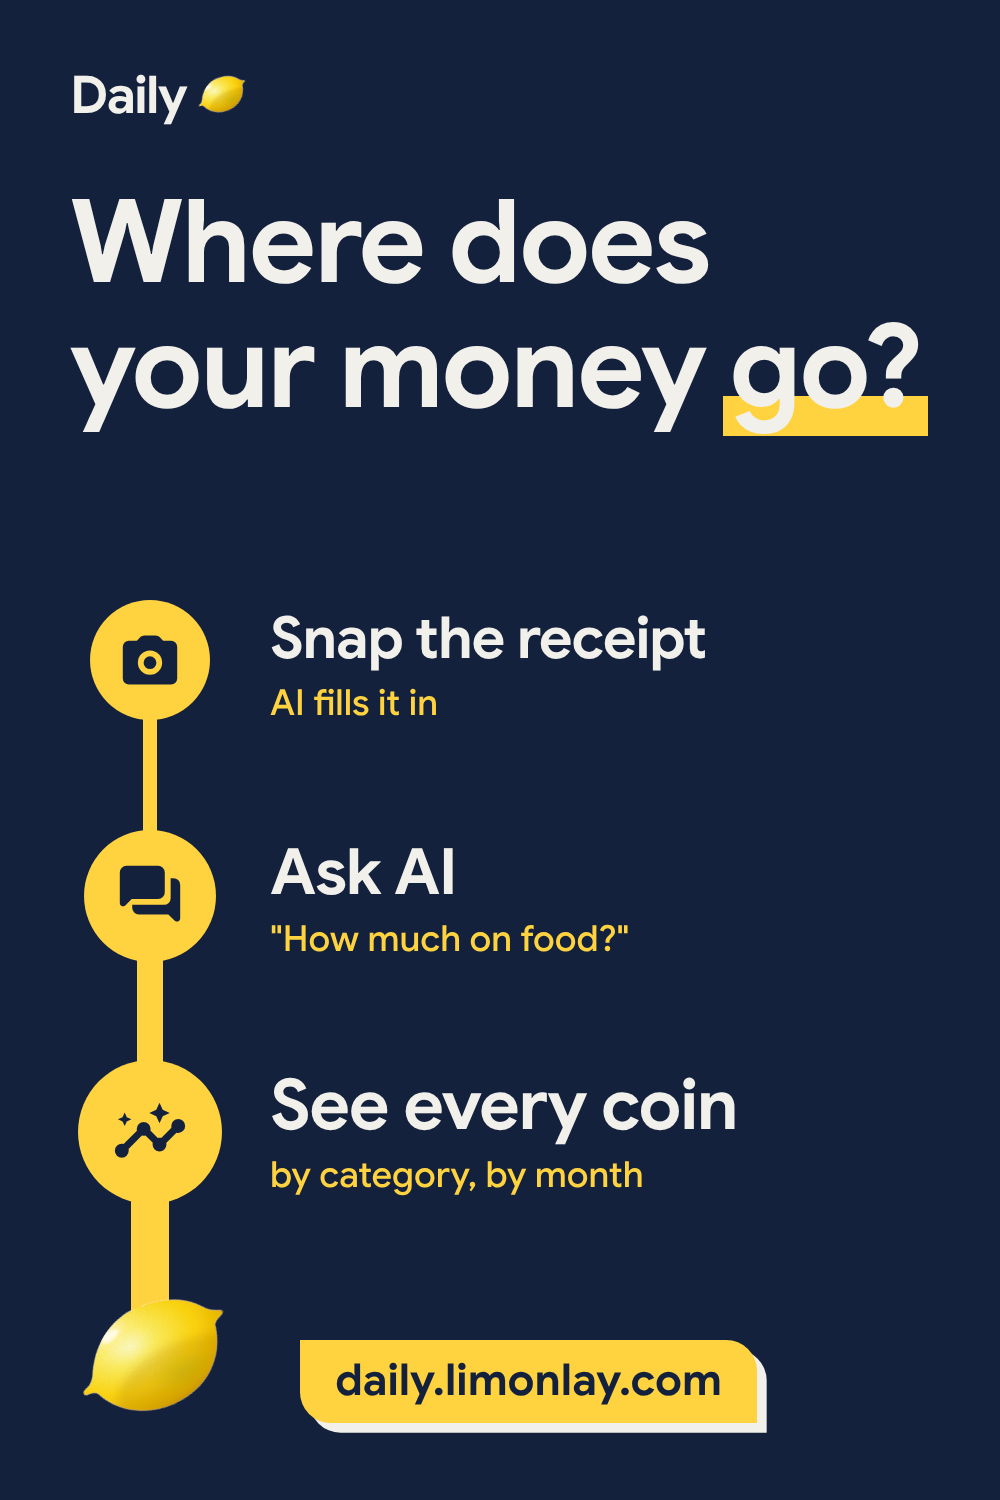 Daily
Where does
your money go?
Snap the receipt
AI fills it in
Ask AI
"How much on food?"
See every coin
by category, by month
daily.limonlay.com